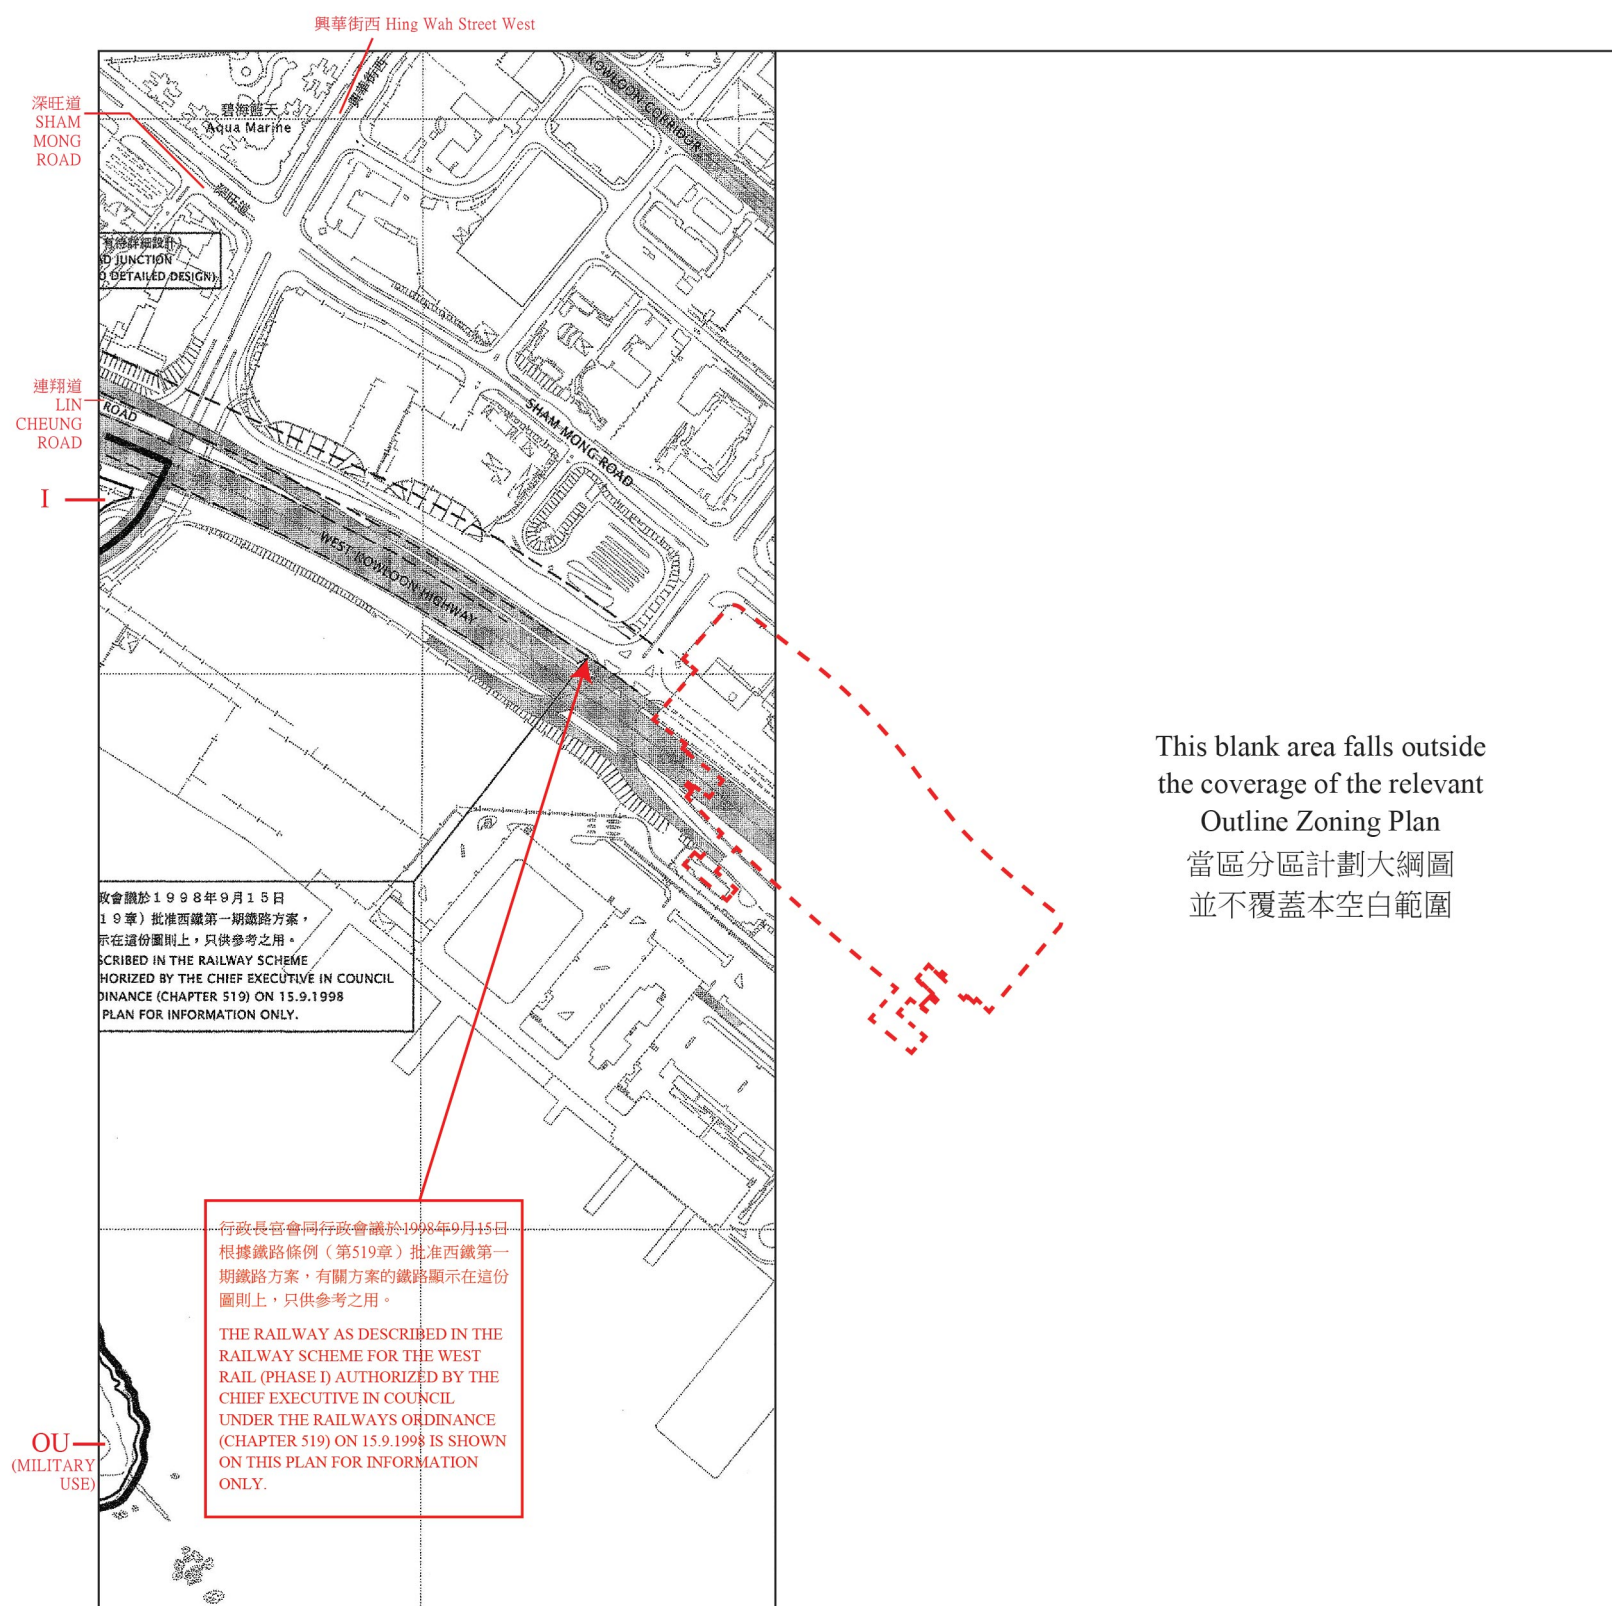 興華街西 Hing Wah Street West
深旺道
SHAM
MONG
ROAD
碧海藍天
Aqua Marine
興華街西
KOWLOON CORRIDOR
深旺道
有待詳細設計)
AD JUNCTION
O DETAILED DESIGN)
連翔道
LIN
CHEUNG
ROAD
ROAD
SHAM MONG ROAD
I
WEST KOWLOON HIGHWAY
This blank area falls outside
the coverage of the relevant
Outline Zoning Plan
當區分區計劃大綱圖
並不覆蓋本空白範圍
政會議於1998年9月15日
19章)批准西鐵第一期鐵路方案,
示在這份圖則上,只供參考之用。
SCRIBED IN THE RAILWAY SCHEME
HORIZED BY THE CHIEF EXECUTIVE IN COUNCIL
DINANCE (CHAPTER 519) ON 15.9.1998
PLAN FOR INFORMATION ONLY.
行政長官會同行政會議於1998年9月15日
根據鐵路條例(第519章)批准西鐵第一
期鐵路方案,有關方案的鐵路顯示在這份
圖則上,只供參考之用。
THE RAILWAY AS DESCRIBED IN THE
RAILWAY SCHEME FOR THE WEST
RAIL (PHASE I) AUTHORIZED BY THE
CHIEF EXECUTIVE IN COUNCIL
UNDER THE RAILWAYS ORDINANCE
(CHAPTER 519) ON 15.9.1998 IS SHOWN
ON THIS PLAN FOR INFORMATION
ONLY.
OU
(MILITARY
USE)